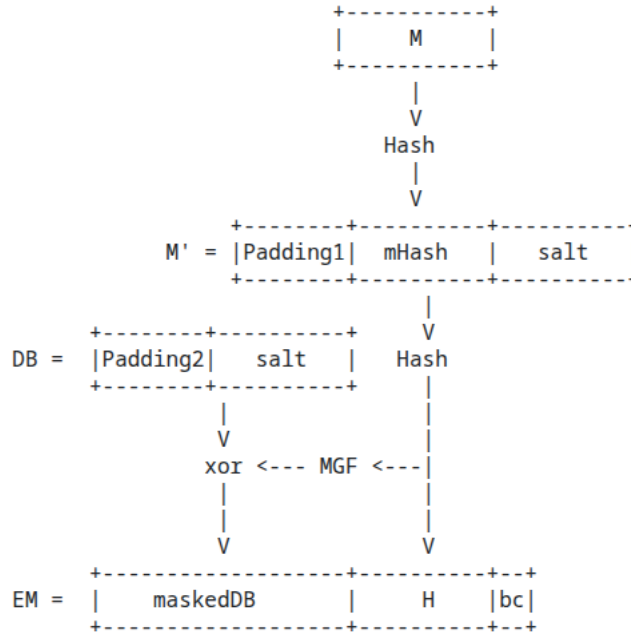 +-----------+
|     M     |
+-----------+
|
V
Hash
|
V
+--------+----------+----------
M' = |Padding1|  mHash   |   salt
+--------+----------+----------
|
+--------+----------+     V
DB =  |Padding2|   salt   |   Hash
+--------+----------+     |
|                |
V                |
xor <--- MGF <---|
|                |
|                |
V                V
+-------------------+----------+--+
EM =  |    maskedDB       |     H    |bc|
+-------------------+----------+--+